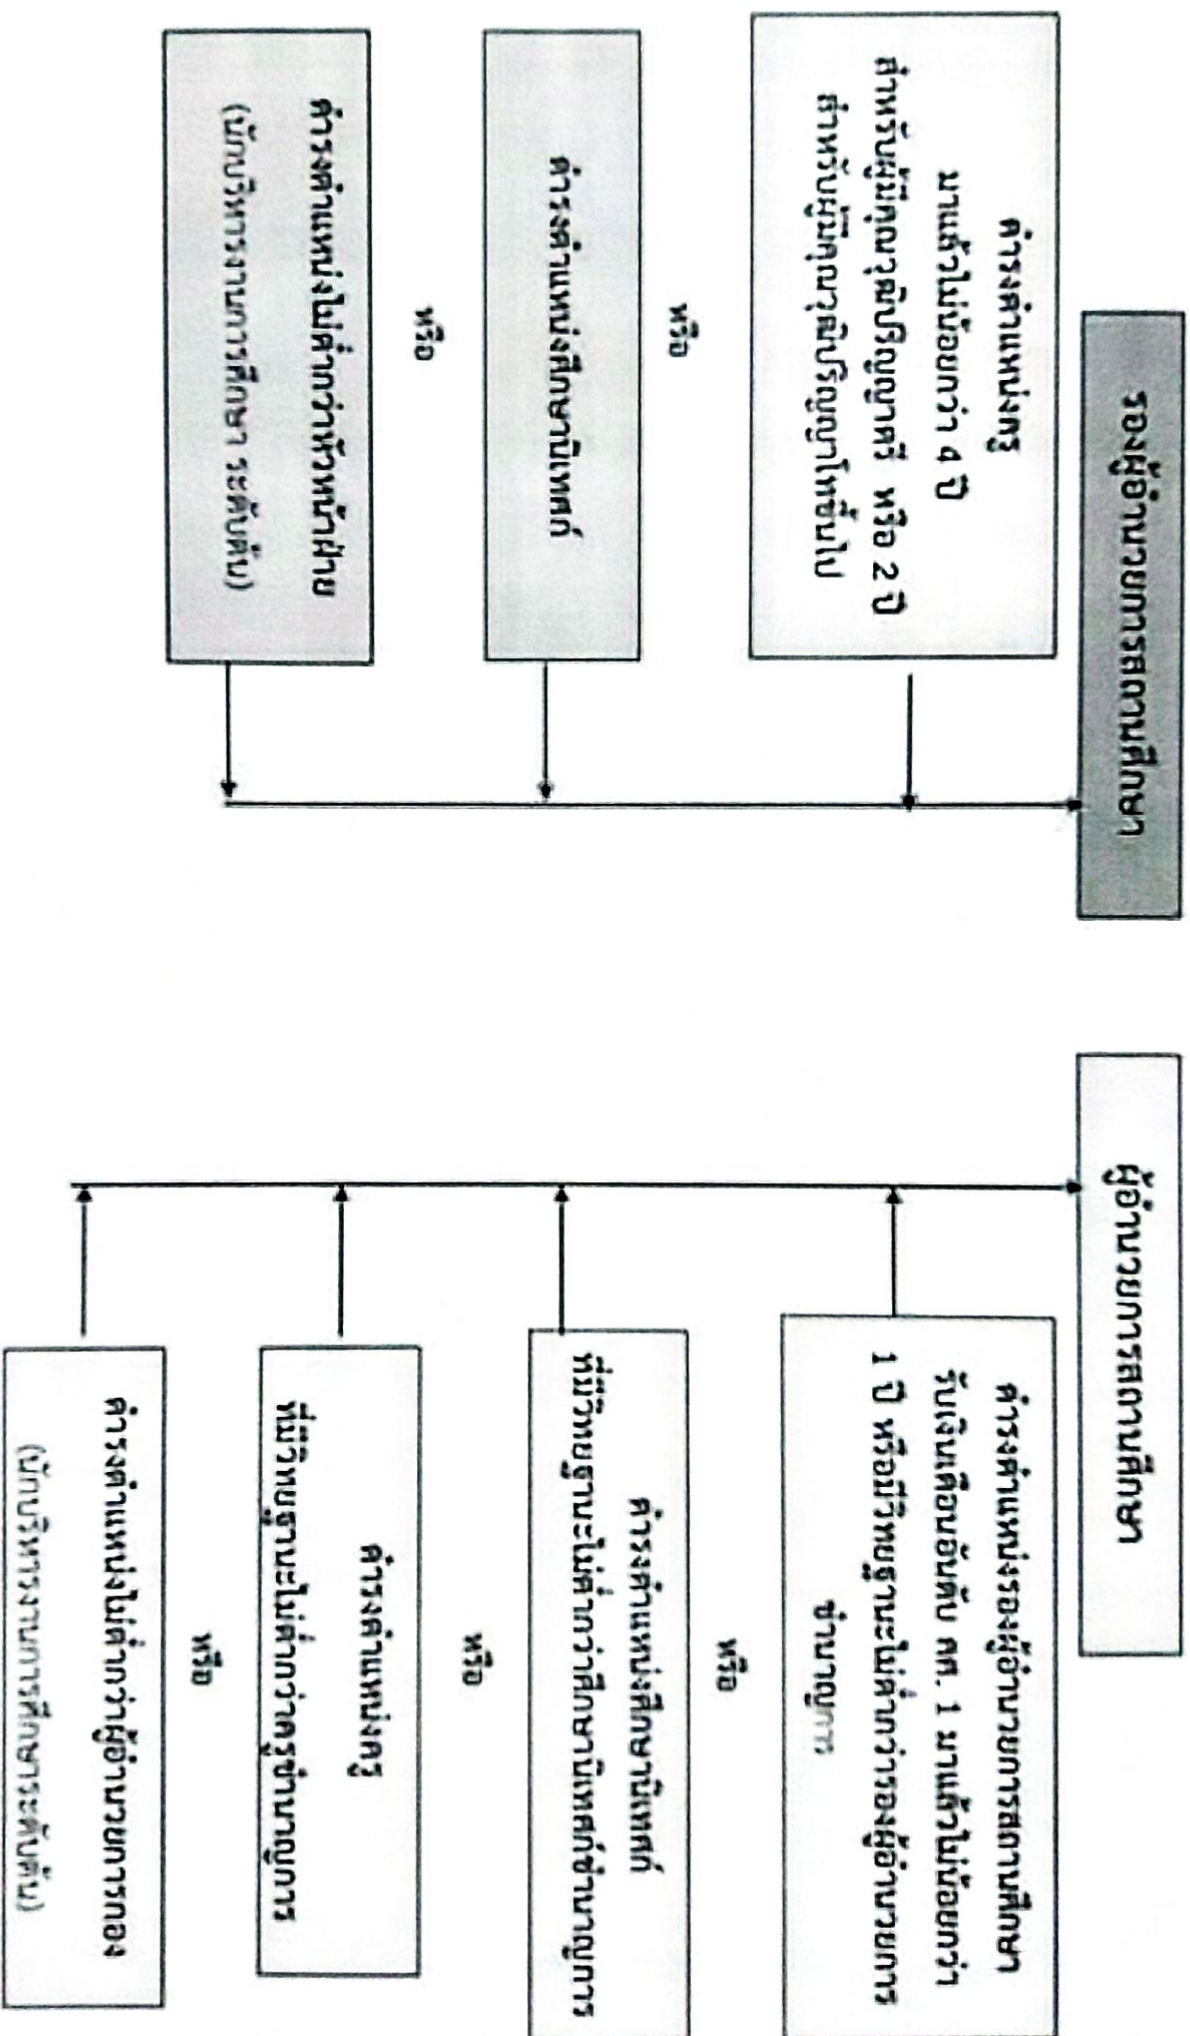 รองผู้อำนวยการสถานศึกษา
ดำรงตำแหน่งครู
มาแล้วไม่น้อยกว่า 4 ปี
สำหรับผู้มีคุณวุฒิปริญญาตรี หรือ 2 ปี
สำหรับผู้มีคุณวุฒิปริญญาโทขึ้นไป
หรือ
ดำรงตำแหน่งศึกษานิเทศก์
หรือ
ดำรงตำแหน่งไม่ต่ำกว่าหัวหน้าฝ่าย
(นักบริหารงานการศึกษา ระดับต้น)
ผู้อำนวยการสถานศึกษา
ดำรงตำแหน่งรองผู้อำนวยการสถานศึกษา
รับเงินเดือนอันดับ คศ. 1 มาแล้วไม่น้อยกว่า
1 ปี หรือมีวิทยฐานะไม่ต่ำกว่ารองผู้อำนวยการ
ชำนาญการ
หรือ
ดำรงตำแหน่งศึกษานิเทศก์
ที่มีวิทยฐานะไม่ต่ำกว่าศึกษานิเทศก์ชำนาญการ
หรือ
ดำรงตำแหน่งครู
ที่มีวิทยฐานะไม่ต่ำกว่าครูชำนาญการ
หรือ
ดำรงตำแหน่งไม่ต่ำกว่าผู้อำนวยการกอง
(นักบริหารงานการศึกษาระดับต้น)